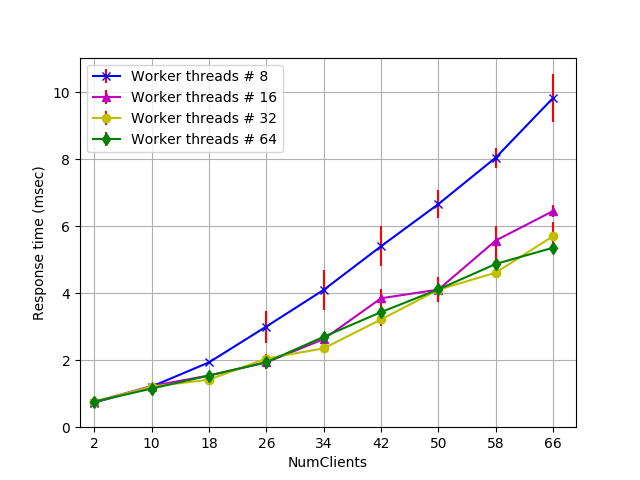 Worker threads # 8
Worker threads # 16
Worker threads # 32
Worker threads # 64
Response time (msec)
10
8
6
4
2
0
2 10 18 26 34 42 50 58 66
NumClients